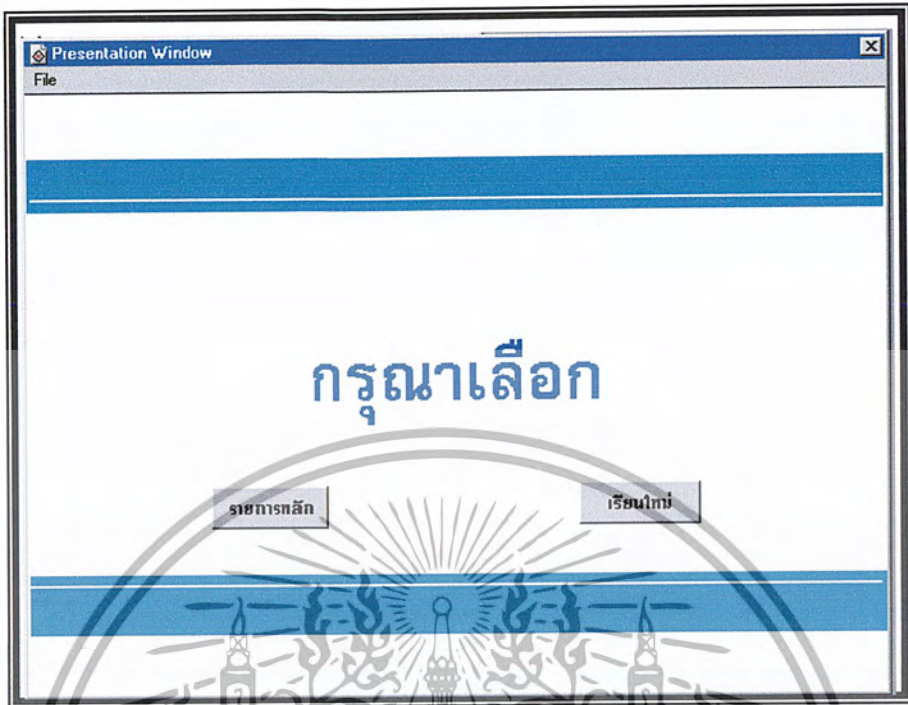 Presentation Window
File
กรุณาเลือก
รายการหลัก
เรียนใหม่